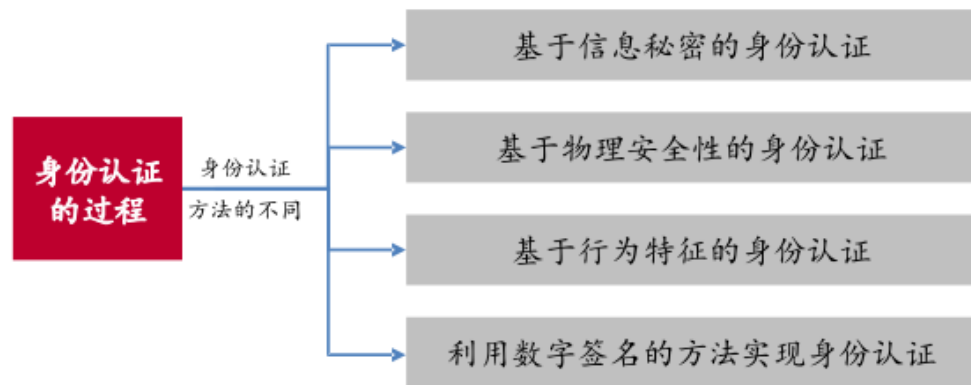 身份认证
的过程
身份认证
方法的不同
基于信息秘密的身份认证
基于物理安全性的身份认证
基于行为特征的身份认证
利用数字签名的方法实现身份认证